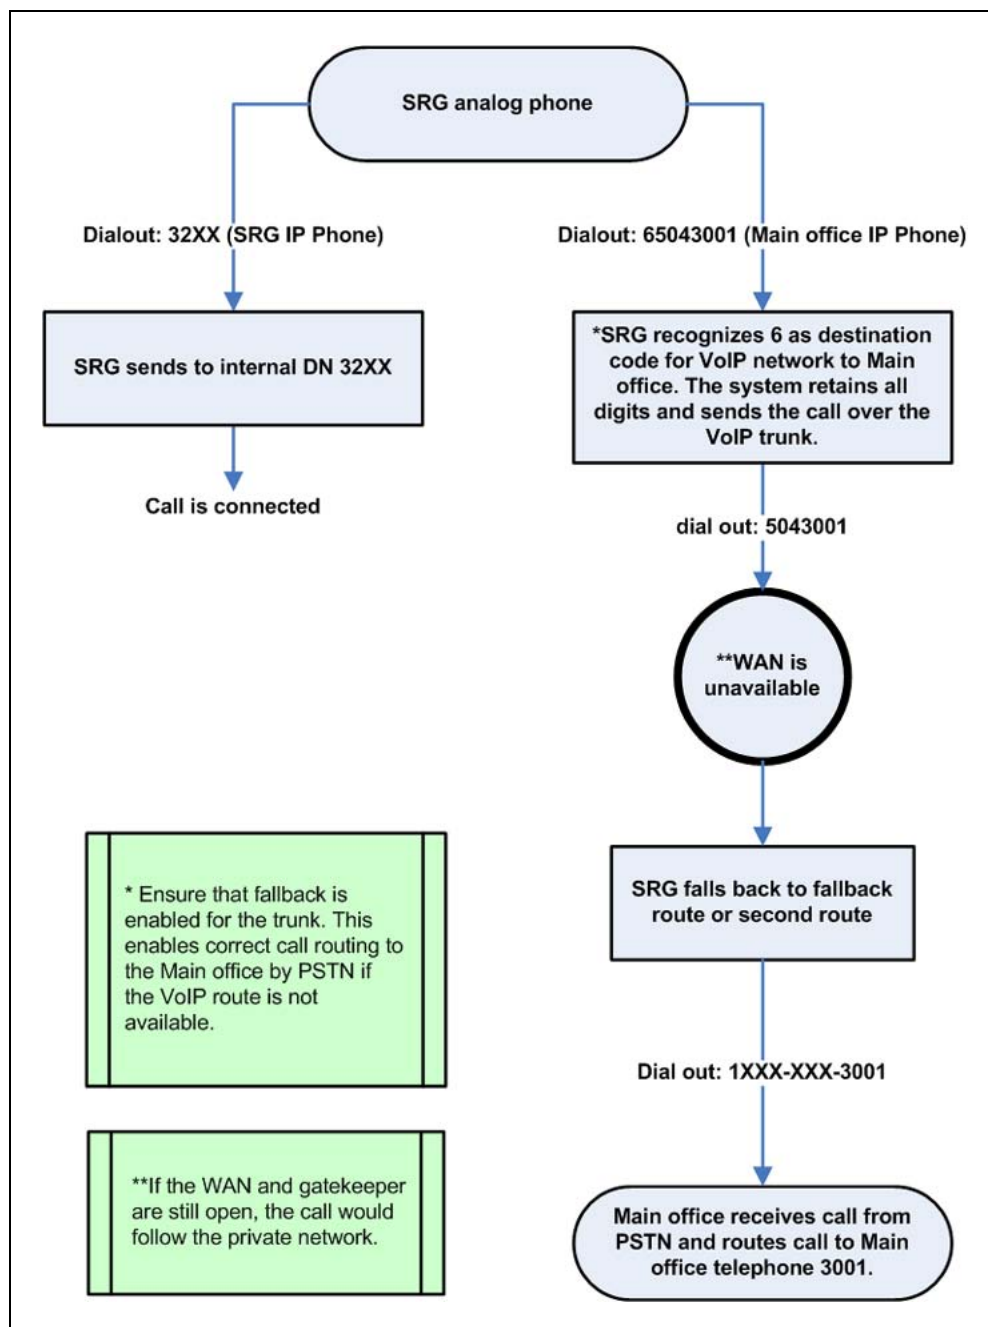 SRG analog phone
Dialout: 32XX (SRG IP Phone)
Dialout: 65043001 (Main office IP Phone)
SRG sends to internal DN 32XX
*SRG recognizes 6 as destination
code for VoIP network to Main
office. The system retains all
digits and sends the call over the
VoIP trunk.
Call is connected
dial out: 5043001
**WAN is
unavailable
SRG falls back to fallback
route or second route
* Ensure that fallback is
enabled for the trunk. This
enables correct call routing to
the Main office by PSTN if
the VoIP route is not
available.
Dial out: 1XXX-XXX-3001
**If the WAN and gatekeeper
are still open, the call would
follow the private network.
Main office receives call from
PSTN and routes call to Main
office telephone 3001.